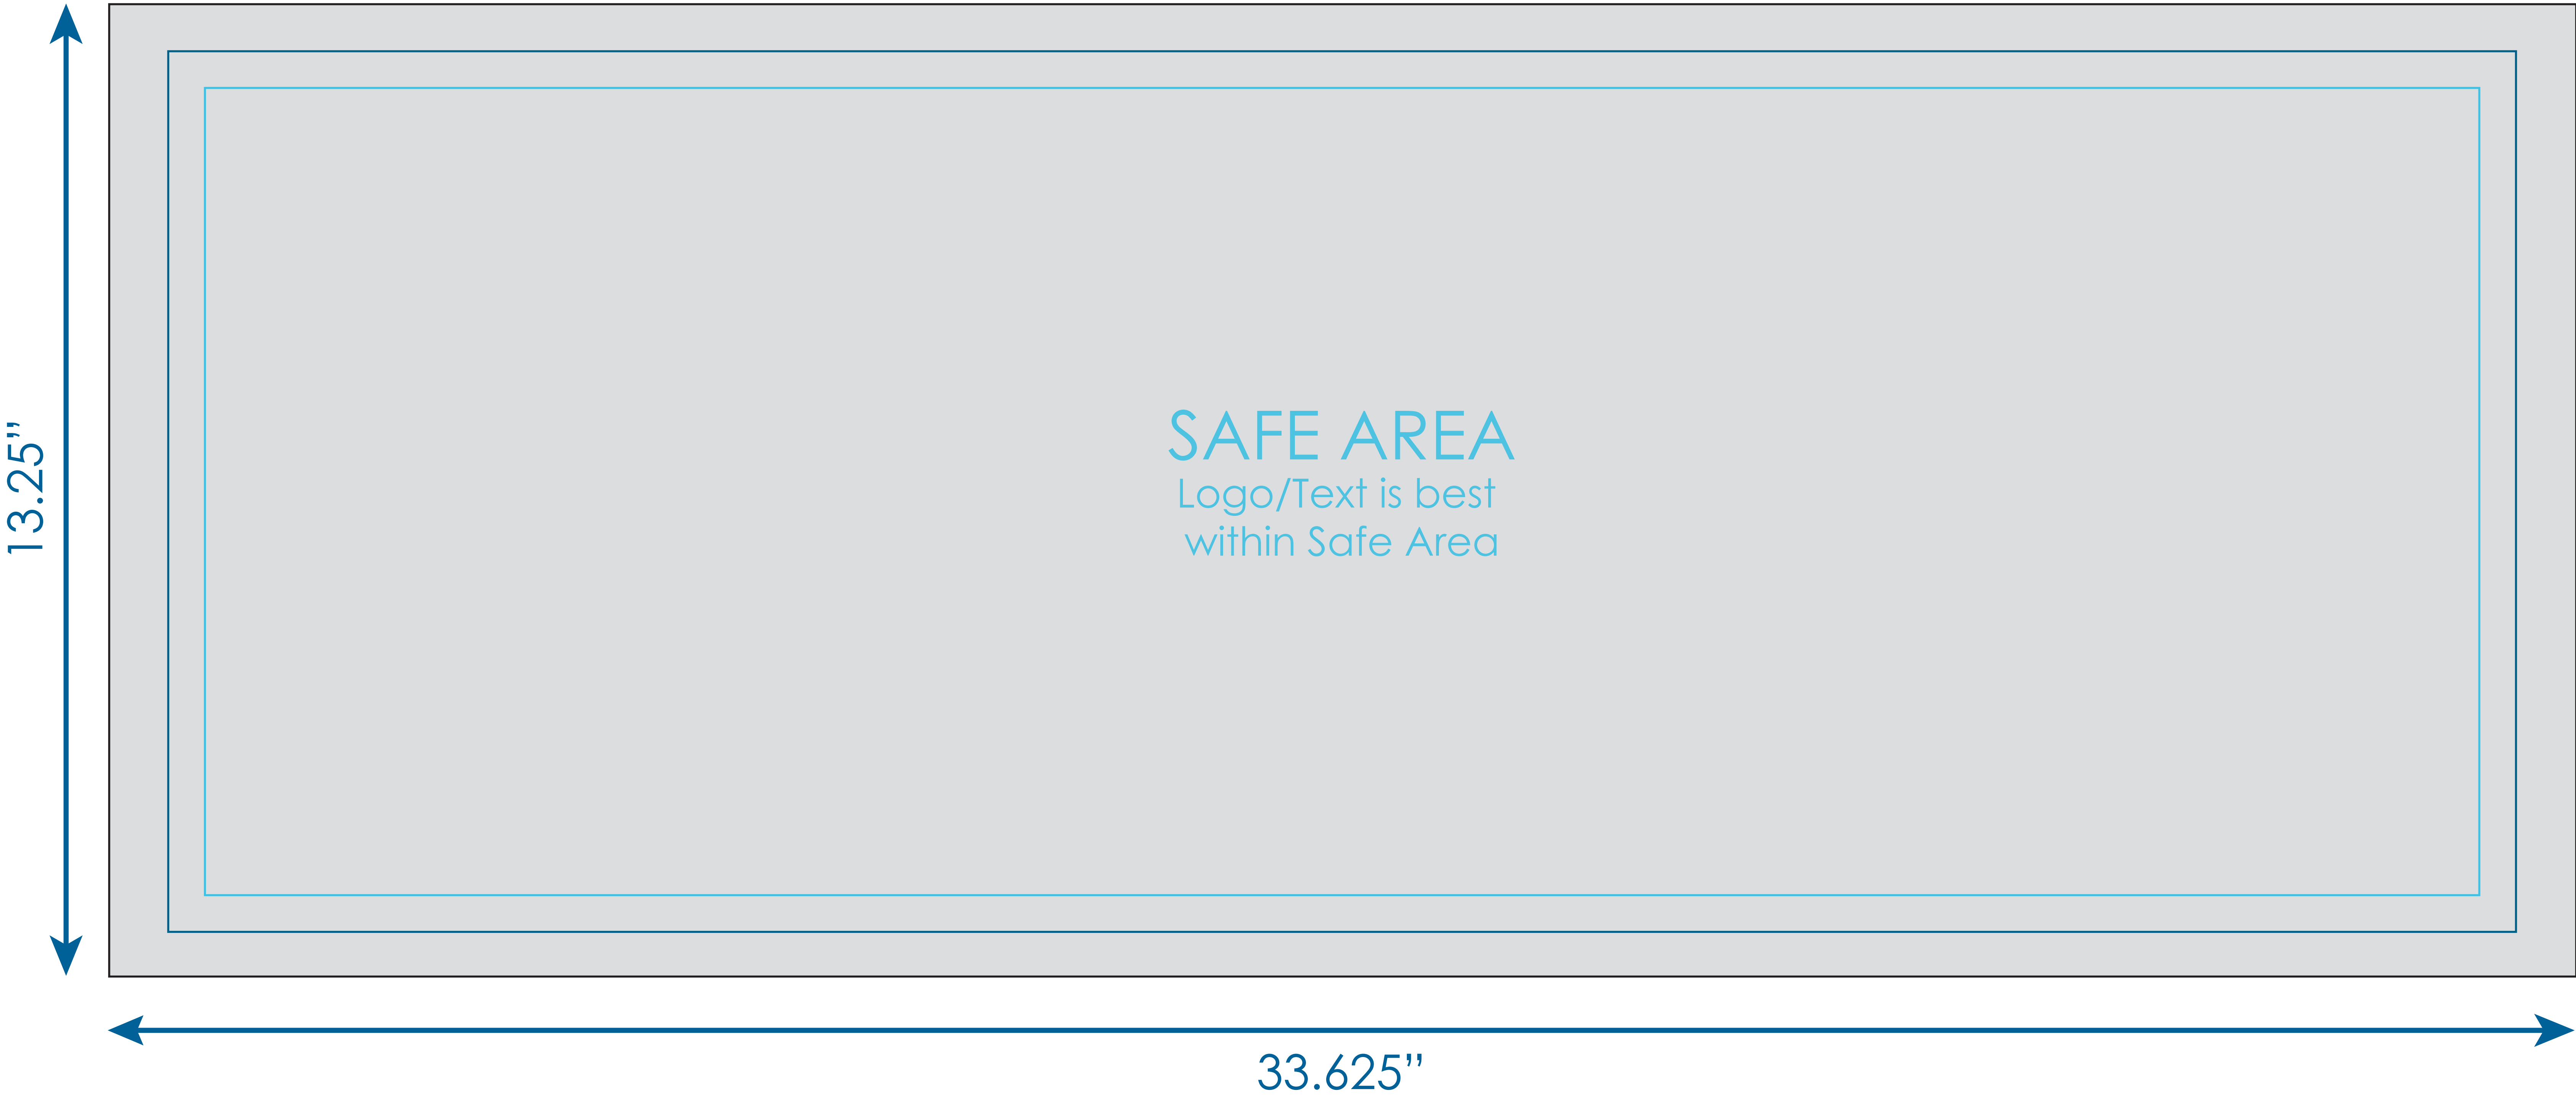 13.25”
SAFE AREA
Logo/Text is best
within Safe Area
33.625”